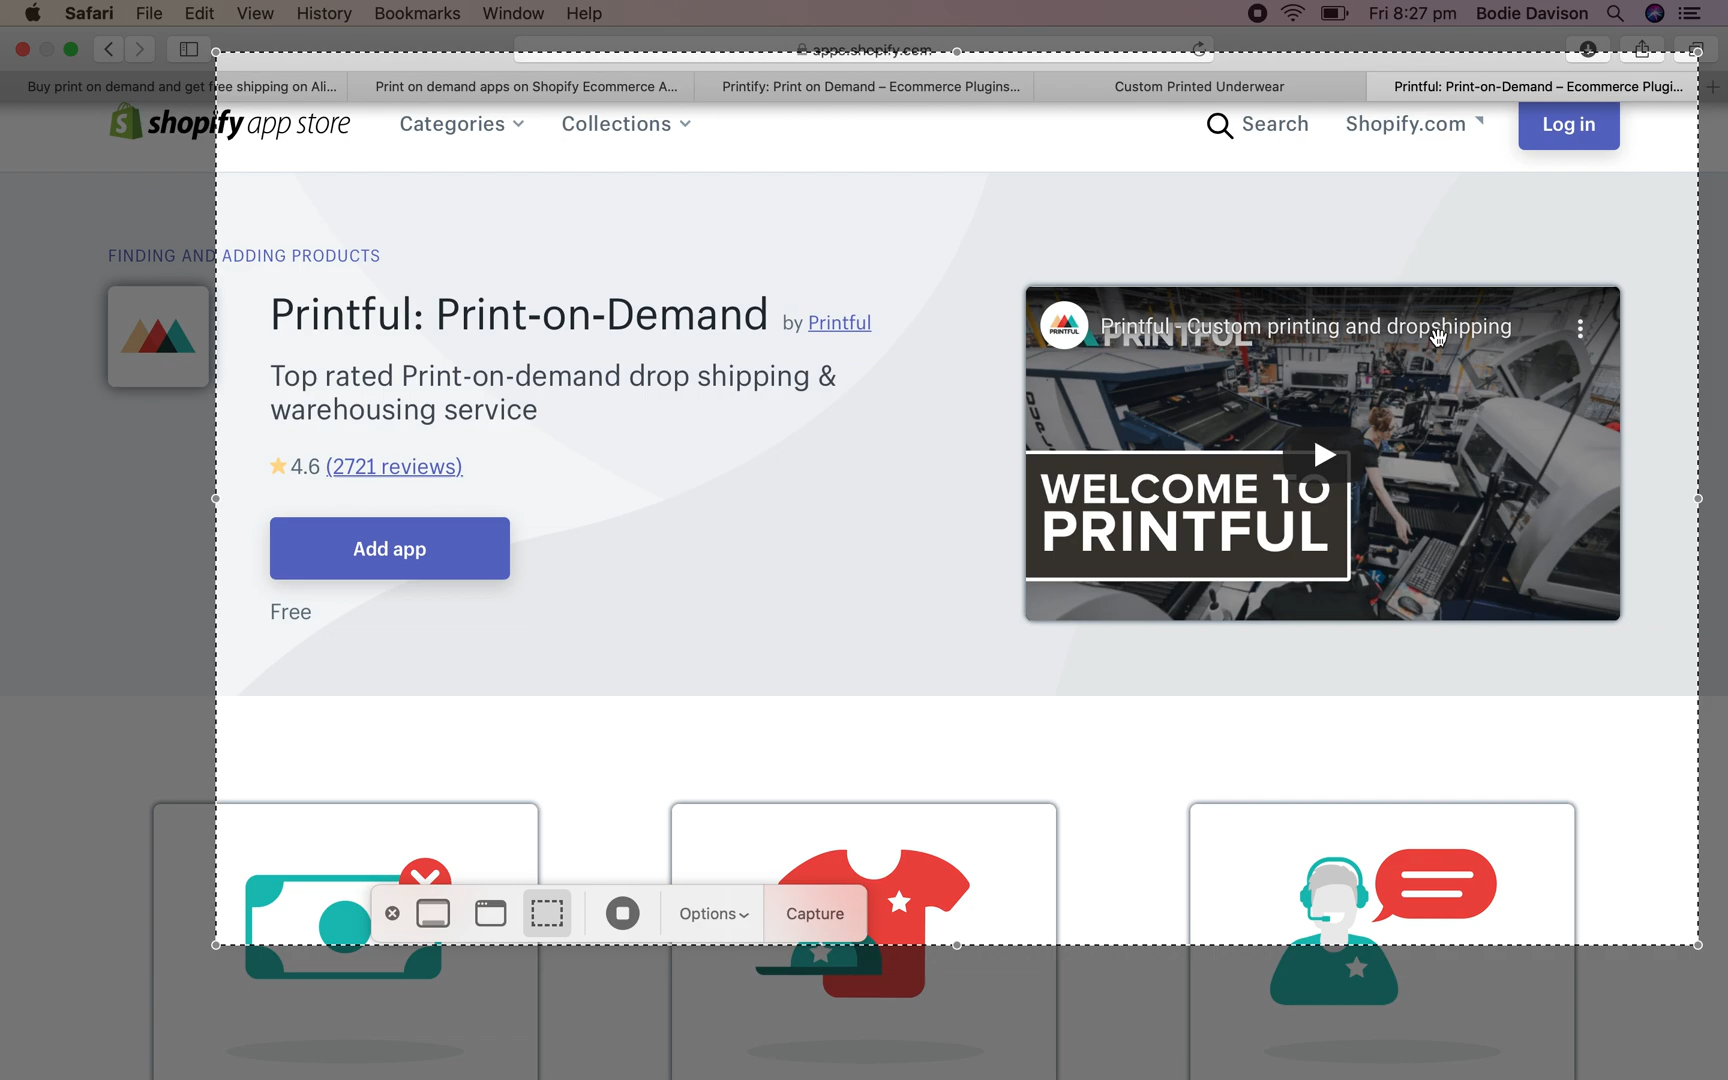 Safari File Edit View History Bookmarks Window Help Fri 8:27 pm Bodie Davison
apps.shopify.com
Buy print on demand and get free shipping on Ali... Print on demand apps on Shopify Ecommerce A... Printify: Print on Demand – Ecommerce Plugins... Custom Printed Underwear Printful: Print-on-Demand – Ecommerce Plugi...
shopify app store Categories Collections Search Shopify.com Log in
FINDING AND ADDING PRODUCTS
Printful: Print-on-Demand by Printful
Top rated Print-on-demand drop shipping &
warehousing service
4.6 (2721 reviews)
Add app
Free
PRINTFUL
Printful - Custom printing and dropshipping
PRINTFUL
WELCOME TO
PRINTFUL
Options Capture